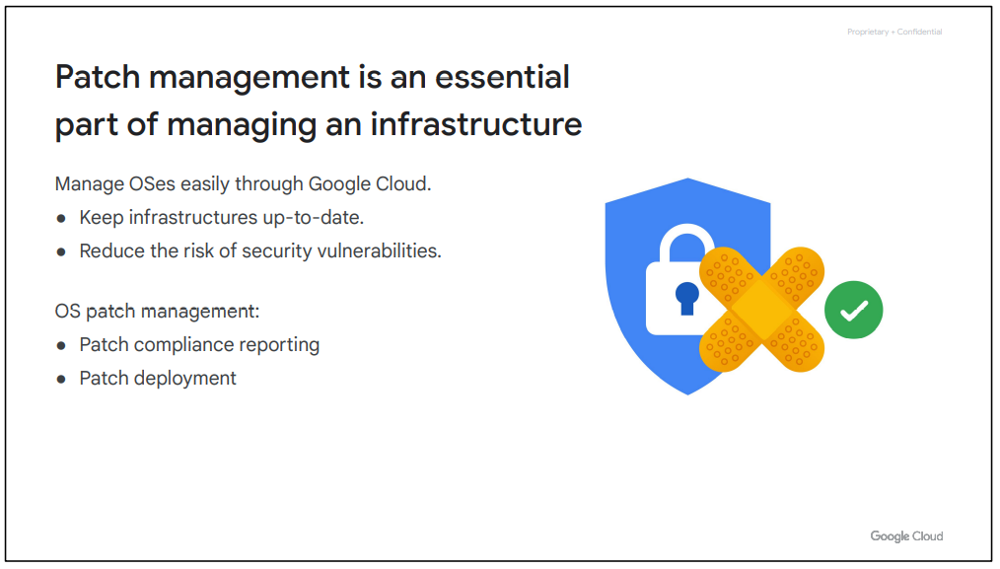 Proprietary + Confidential
Patch management is an essential
part of managing an infrastructure
Manage OSes easily through Google Cloud.
● Keep infrastructures up-to-date.
● Reduce the risk of security vulnerabilities.
OS patch management:
● Patch compliance reporting
● Patch deployment
Google Cloud